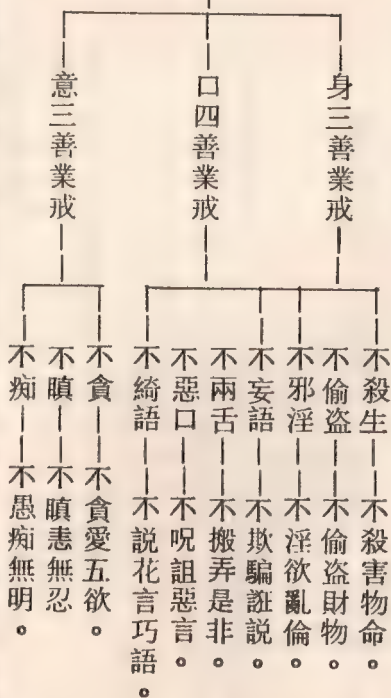 身三善業戒
不殺生——不殺害物命。
不偷盜——不偷盜財物。
不邪淫——不淫欲亂倫。
口四善業戒
不妄語——不欺騙誑說。
不兩舌——不搬弄是非。
不惡口——不呪詛惡言。
不綺語——不說花言巧語。
意三善業戒
不貪——不貪愛五欲。
不瞋——不瞋恚無忍。
不痴——不愚痴無明。